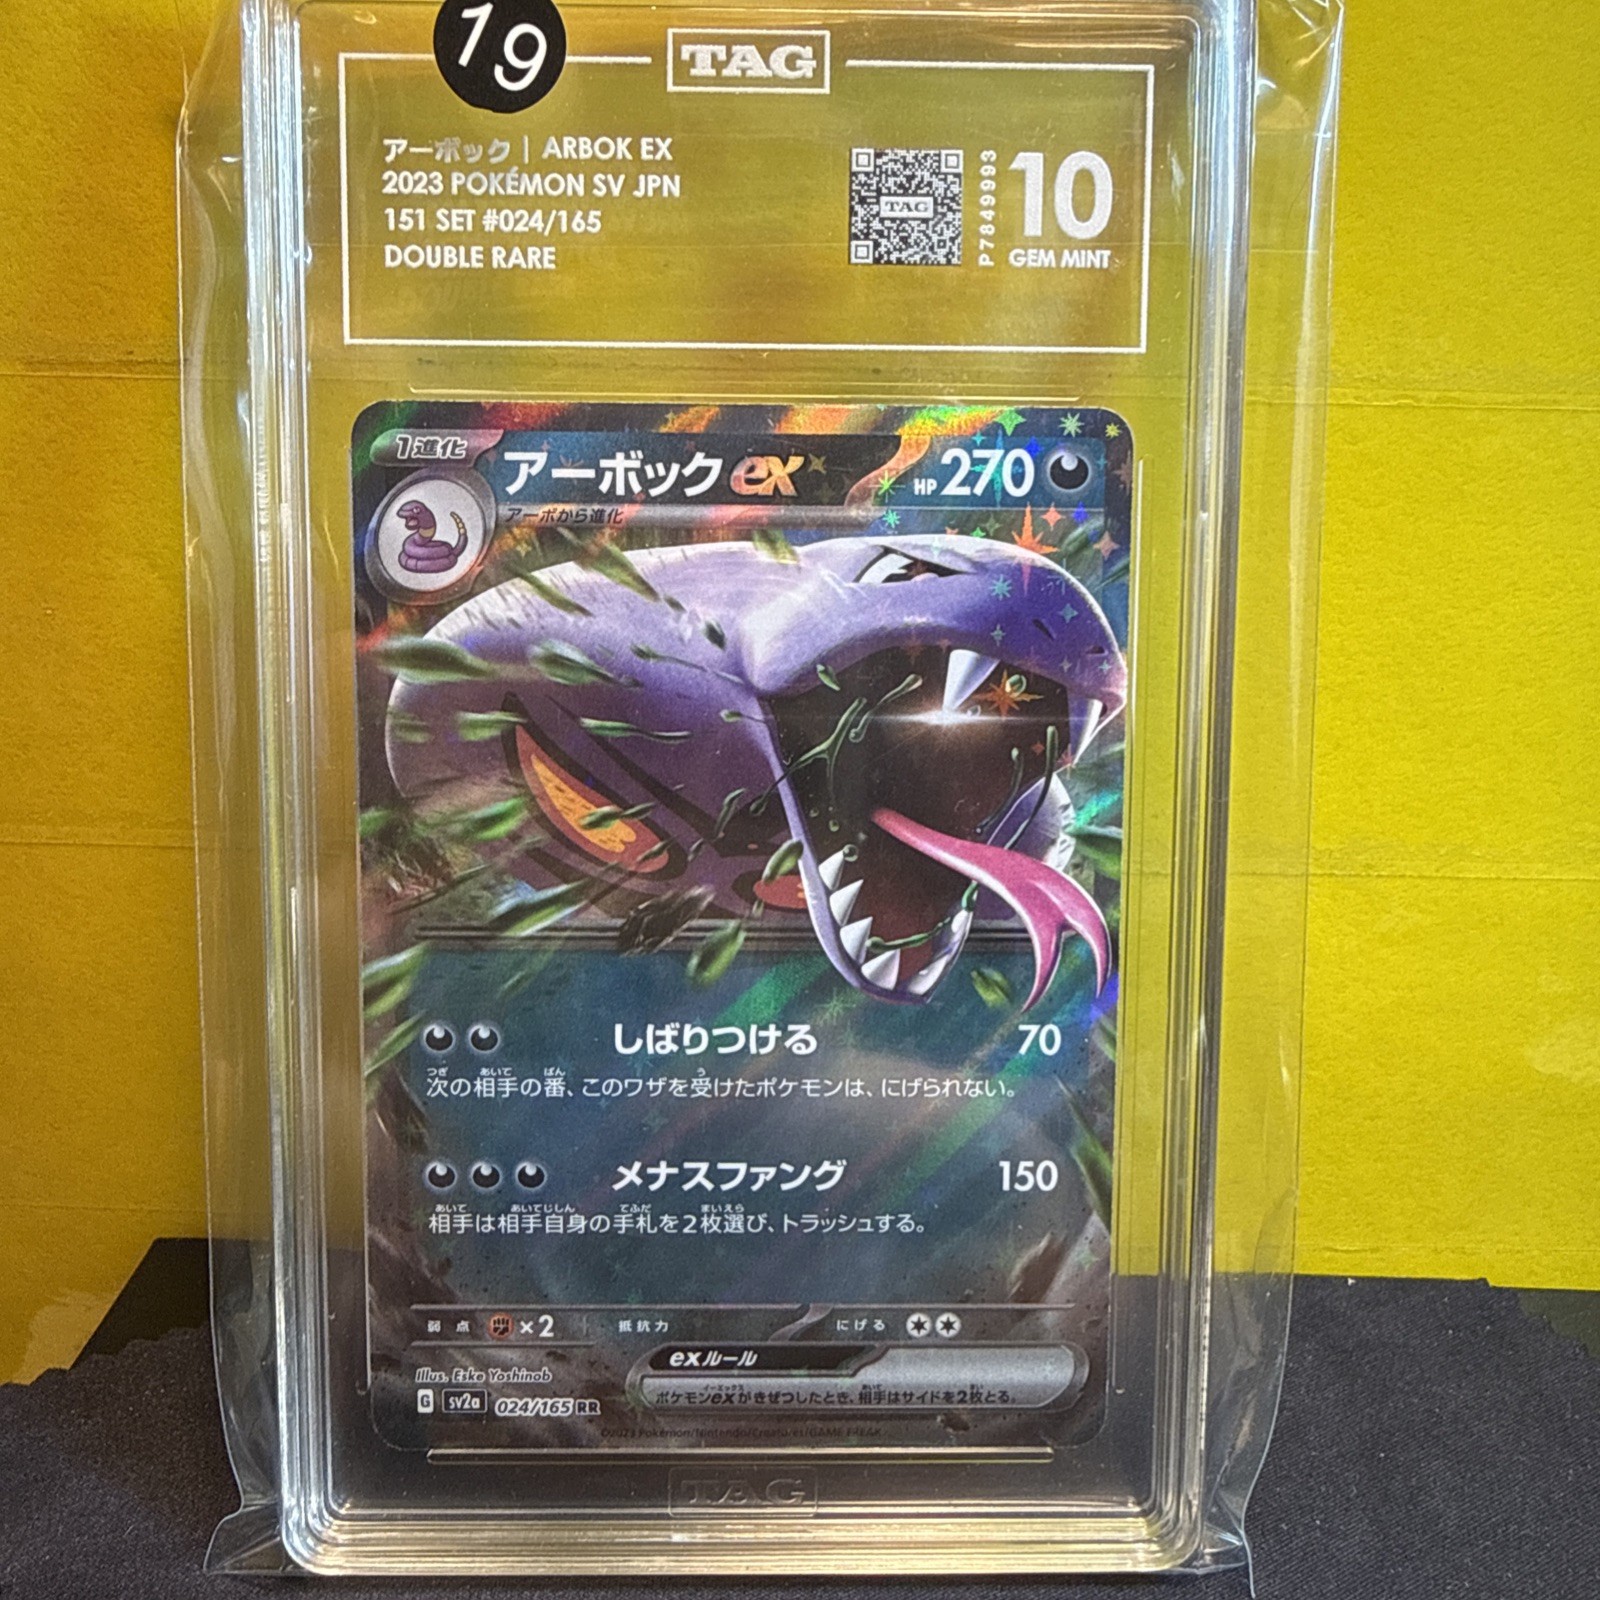 19
TAG
アーボック | ARBOK EX
2023 POKÉMON SV JPN
151 SET #024/165
DOUBLE RARE
TAG
P7849993
10
GEM MINT
1進化
アーボックex
HP 270
アーボから進化
しばりつける 70
次の相手の番、このワザを受けたポケモンは、にげられない。
メナスファング 150
相手は相手自身の手札を2枚選び、トラッシュする。
弱点 ×2 抵抗力 にげる
exルール
ポケモンexがきぜつしたとき、相手はサイドを2枚とる。
Illus. Eske Yoshinob
G sv2a 024/165 RR
©2023 Pokémon/Nintendo/Creatures/GAME FREAK
TAG